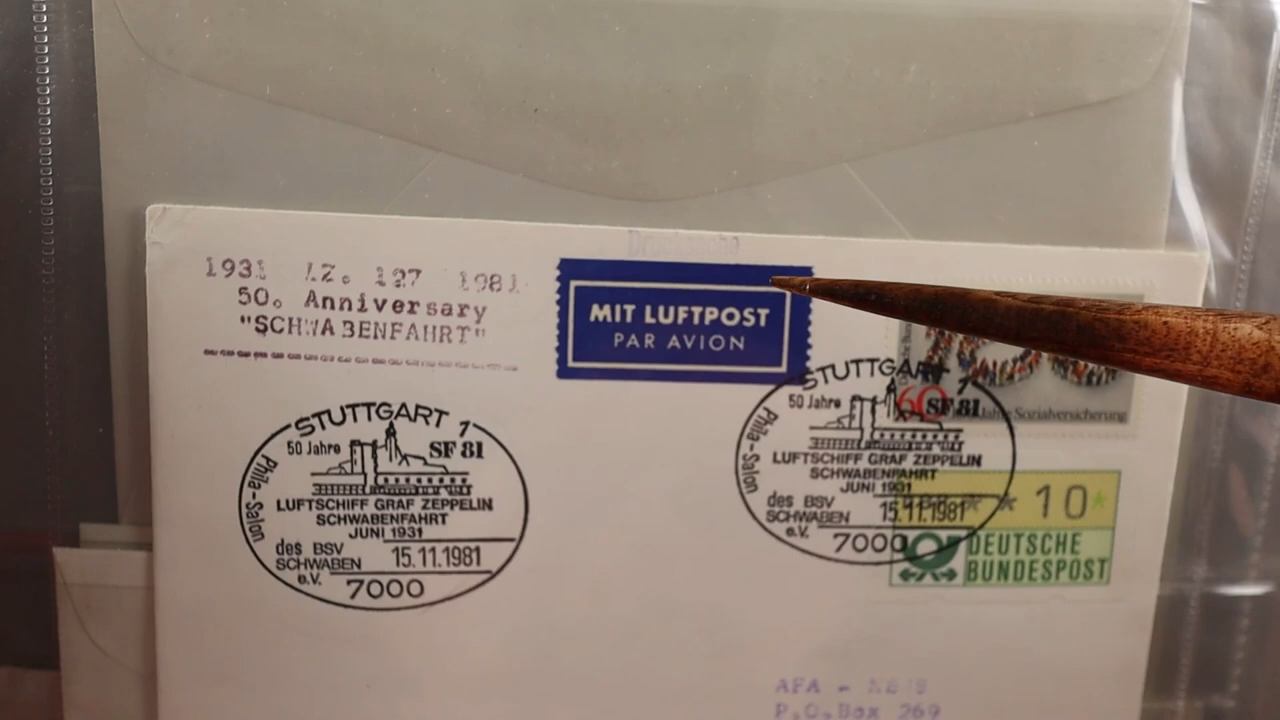 Drucksache
1931 LZ. 127 1981
50. Anniversary
"SCHWABENFAHRT"
MIT LUFTPOST
PAR AVION
STUTTGART 1
50 Jahre SF 81
Phila-Salon
LUFTSCHIFF GRAF ZEPPELIN
SCHWABENFAHRT
JUNI 1931
des BSV
SCHWABEN
e.V.
15.11.1981
7000
Jahre Sozialversicherung
STUTTGART 1
50 Jahre SF 81
Phila-Salon
LUFTSCHIFF GRAF ZEPPELIN
SCHWABENFAHRT
JUNI 1931
des BSV
SCHWABEN
e.V.
15.11.1981
7000
* 10*
DEUTSCHE
BUNDESPOST
AFA -
P.O.Box 269